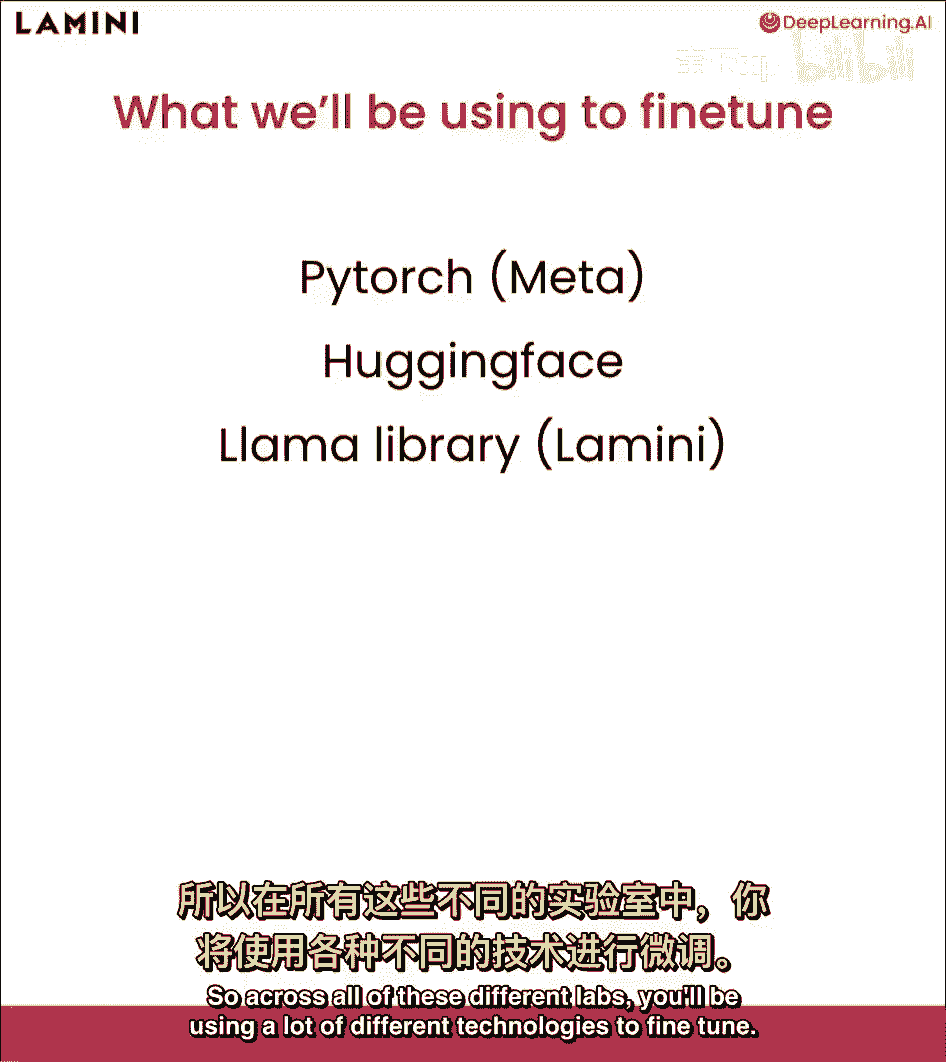 LAMINI
DeepLearning.AI
bilibili
What we'll be using to finetune
Pytorch (Meta)
Huggingface
Llama library (Lamini)
所以在所有这些不同的实验室中，你
将使用各种不同的技术进行微调。
So across all of these different labs, you'll be
using a lot of different technologies to fine tune.